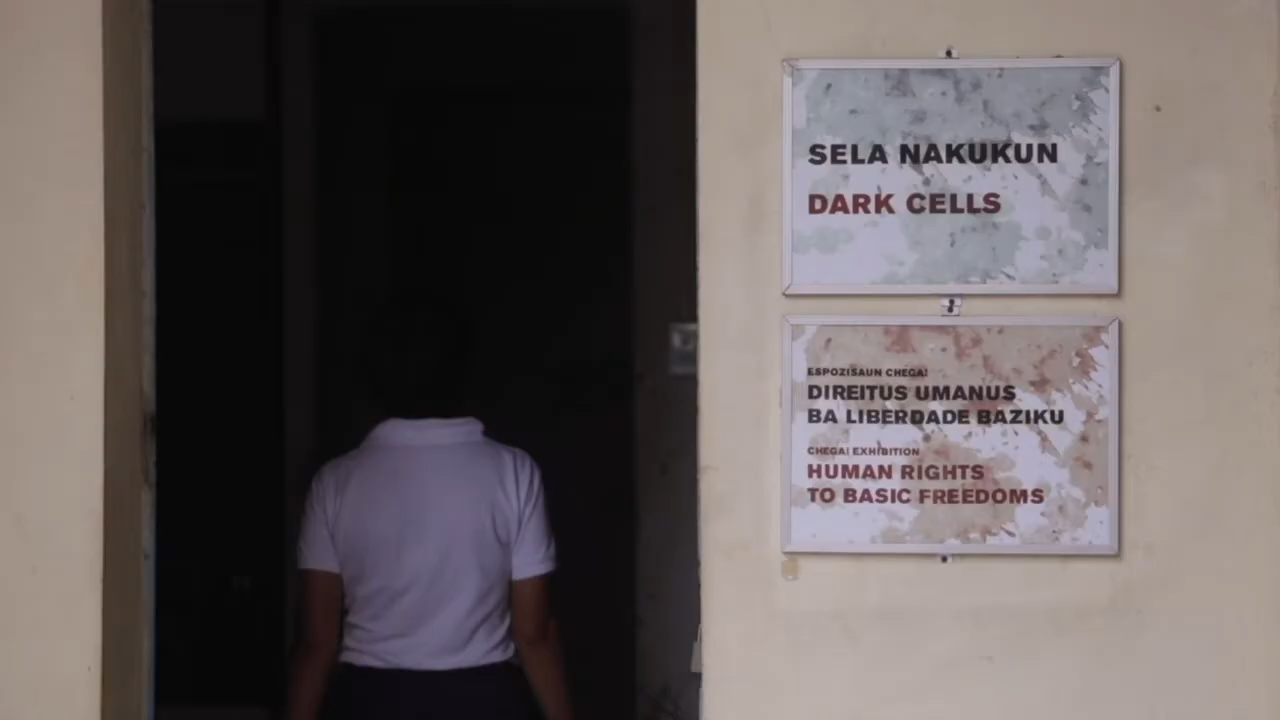 SELA NAKUKUN
DARK CELLS
ESPOZISAUN CHEGA!
DIREITUS UMANUS
BA LIBERDADE BAZIKU
CHEGA! EXHIBITION
HUMAN RIGHTS
TO BASIC FREEDOMS